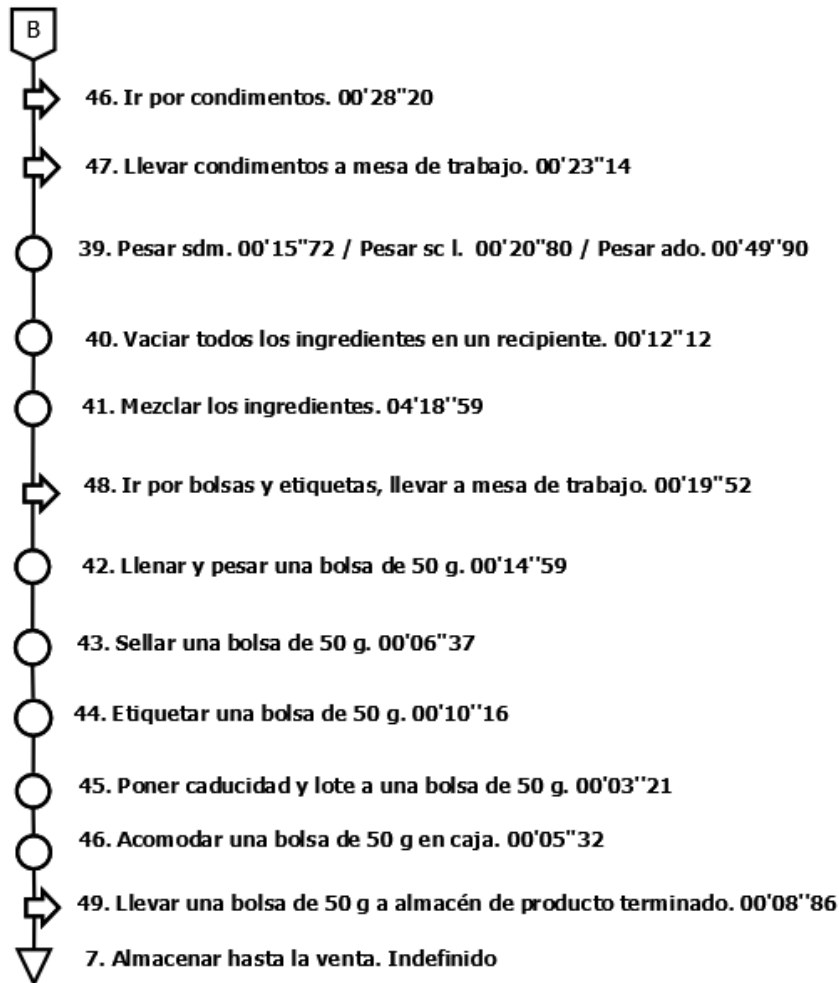 B
46. Ir por condimentos. 00'28"20
47. Llevar condimentos a mesa de trabajo. 00'23"14
39. Pesar sdm. 00'15"72 / Pesar sc l. 00'20"80 / Pesar ado. 00'49"90
40. Vaciar todos los ingredientes en un recipiente. 00'12"12
41. Mezclar los ingredientes. 04'18''59
48. Ir por bolsas y etiquetas, llevar a mesa de trabajo. 00'19"52
42. Llenar y pesar una bolsa de 50 g. 00'14''59
43. Sellar una bolsa de 50 g. 00'06"37
44. Etiquetar una bolsa de 50 g. 00'10''16
45. Poner caducidad y lote a una bolsa de 50 g. 00'03"21
46. Acomodar una bolsa de 50 g en caja. 00'05"32
49. Llevar una bolsa de 50 g a almacén de producto terminado. 00'08''86
7. Almacenar hasta la venta. Indefinido